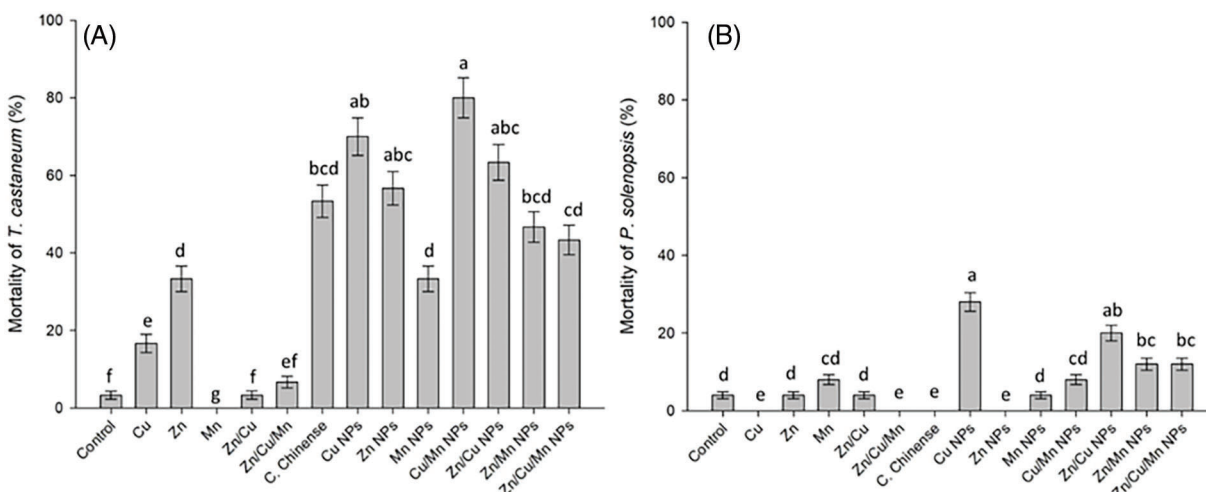 (A)
Mortality of T. castaneum (%)
100
80
60
40
20
0
f
e
d
g
f
ef
bcd
ab
abc
d
a
abc
bcd
cd
Control
Cu
Zn
Mn
Zn/Cu
Zn/Cu/Mn
C. Chinense
Cu NPs
Zn NPs
Mn NPs
Cu/Mn NPs
Zn/Cu NPs
Zn/Mn NPs
Zn/Cu/Mn NPs
(B)
Mortality of P. solenopsis (%)
100
80
60
40
20
0
d
e
d
cd
d
e
e
a
e
d
cd
ab
bc
bc
Control
Cu
Zn
Mn
Zn/Cu
Zn/Cu/Mn
C. Chinense
Cu NPs
Zn NPs
Mn NPs
Cu/Mn NPs
Zn/Cu NPs
Zn/Mn NPs
Zn/Cu/Mn NPs